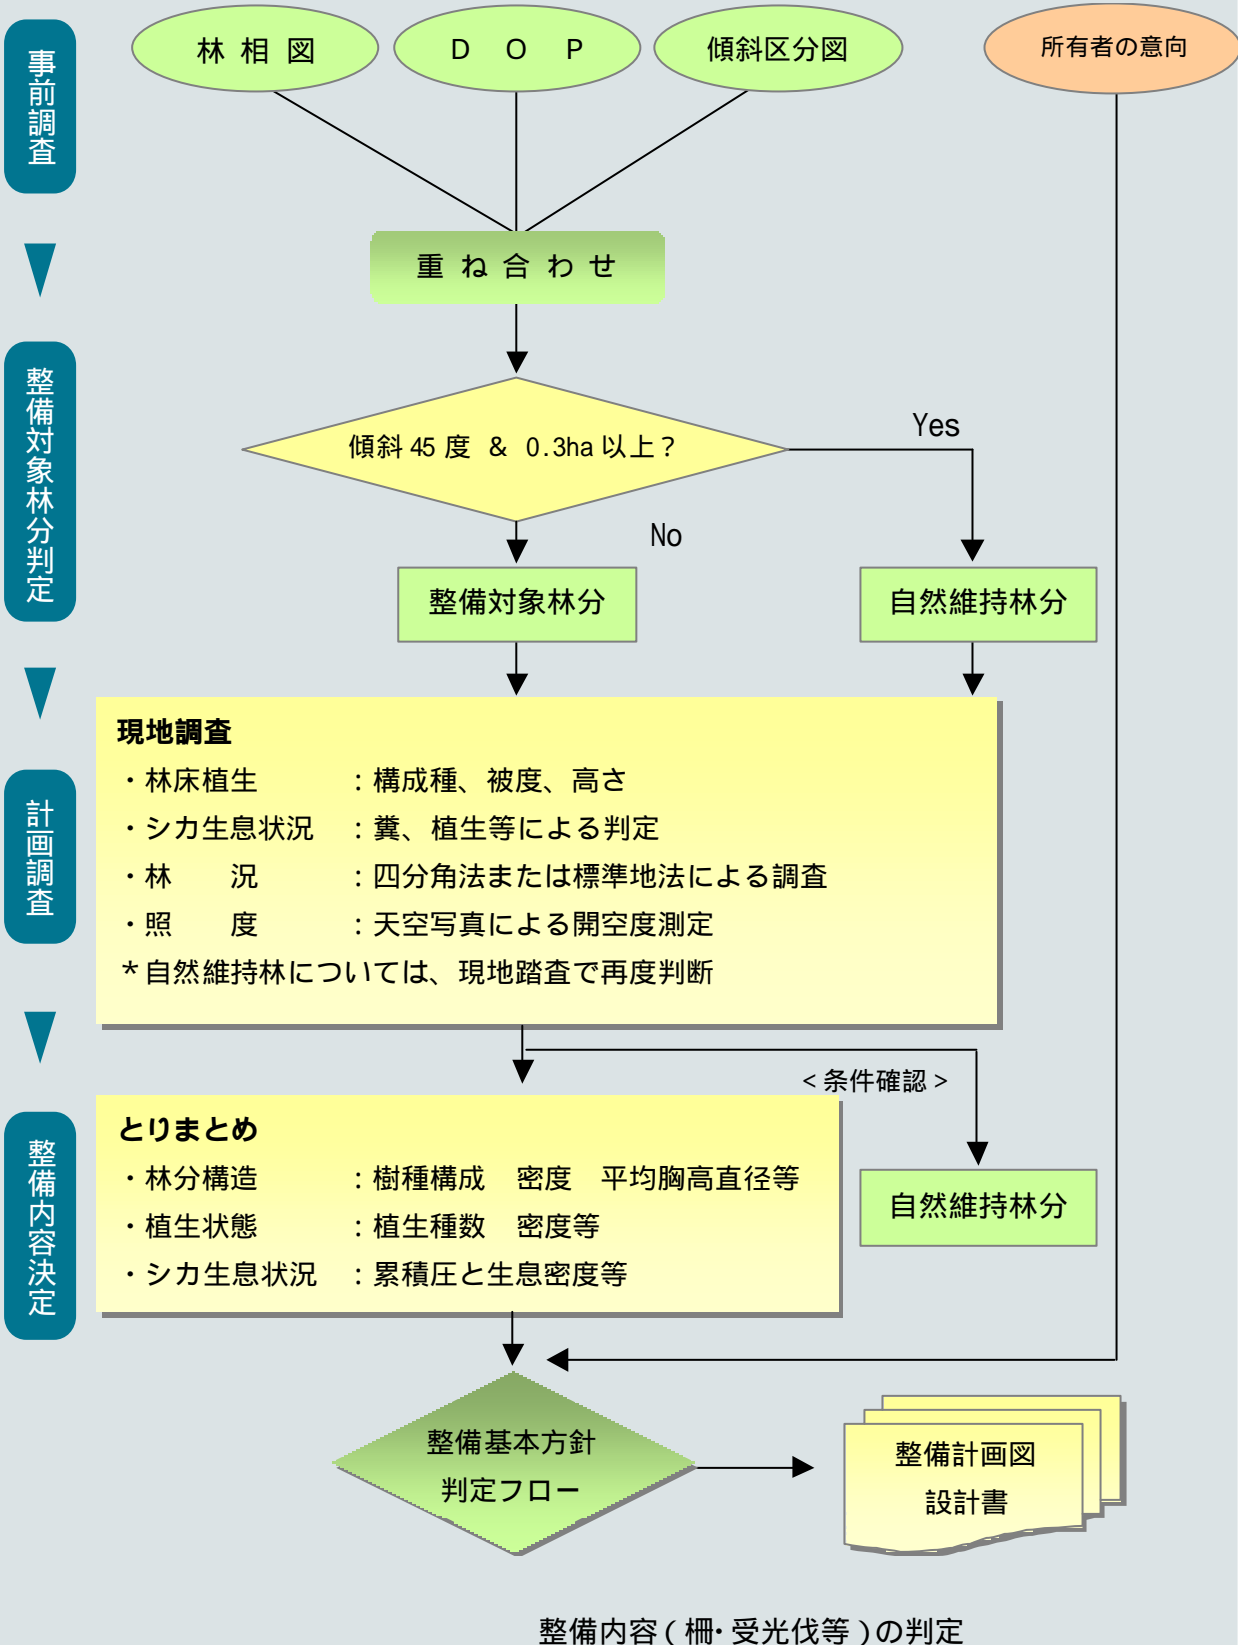 事前調査
林相図
DOP
傾斜区分図
所有者の意向
重ね合わせ
整備対象林分判定
傾斜45度 & 0.3ha以上?
Yes
No
整備対象林分
自然維持林分
計画調査
現地調査
・林床植生 :構成種、被度、高さ
・シカ生息状況 :糞、植生等による判定
・林 況 :四分角法または標準地法による調査
・照 度 :天空写真による開空度測定
*自然維持林については、現地踏査で再度判断
<条件確認>
整備内容決定
とりまとめ
・林分構造 :樹種構成 密度 平均胸高直径等
・植生状態 :植生種数 密度等
・シカ生息状況 :累積圧と生息密度等
自然維持林分
整備基本方針
判定フロー
整備計画図
設計書
整備内容(柵・受光伐等)の判定